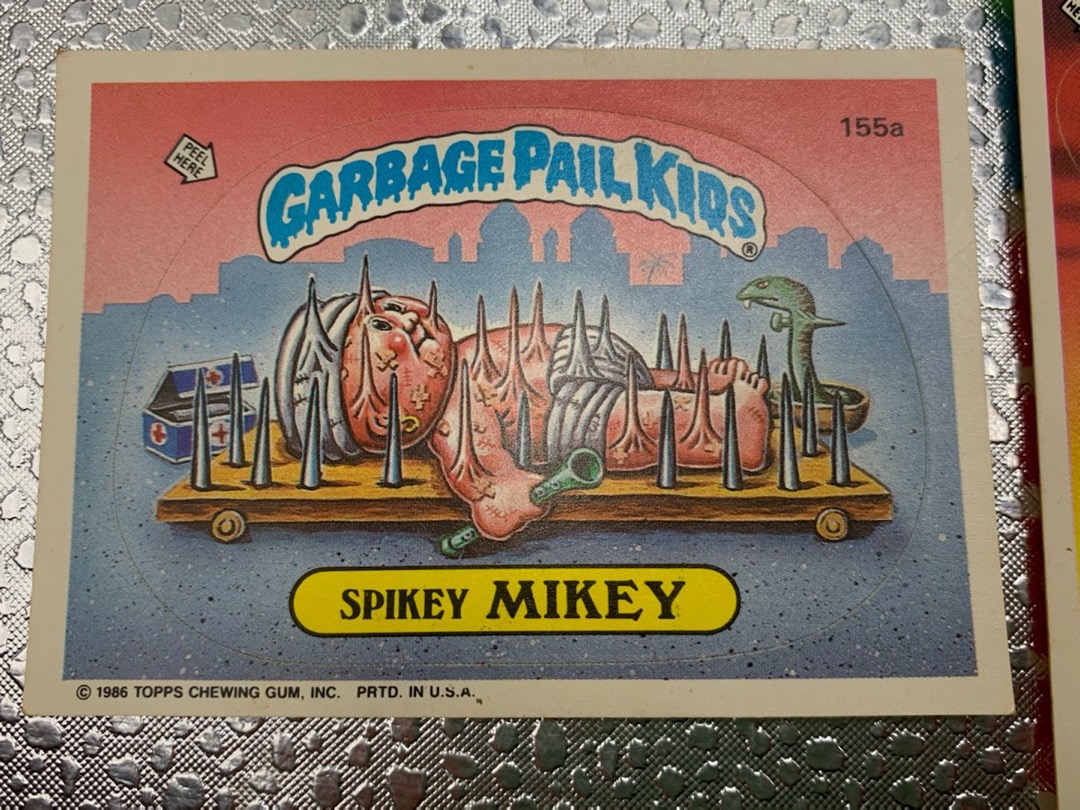 155a
PEEL
HERE
GARBAGE PAIL KIDS®
SPIKEY MIKEY
© 1986 TOPPS CHEWING GUM, INC. PRTD. IN U.S.A.